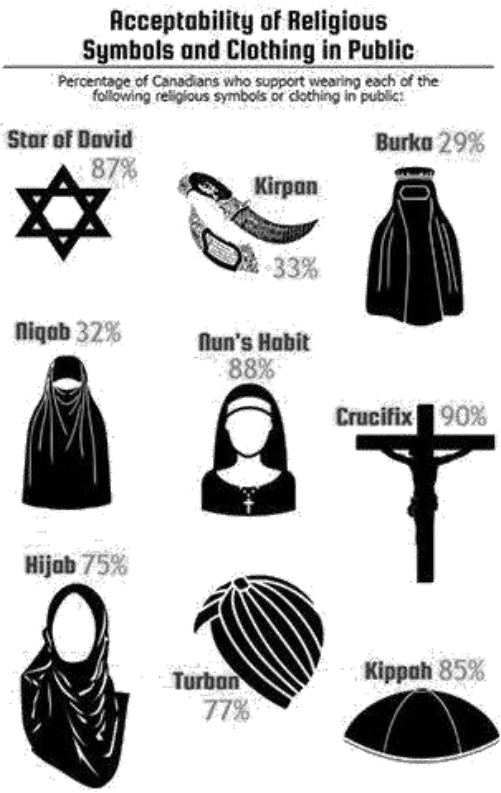 Acceptability of Religious
Symbols and Clothing in Public
Percentage of Canadians who support wearing each of the
following religious symbols or clothing in public:
Star of David
87%
Kirpan
33%
Burka 29%
Niqab 32%
Nun's Habit
88%
Crucifix 90%
Hijab 75%
Turban
77%
Kippah 85%